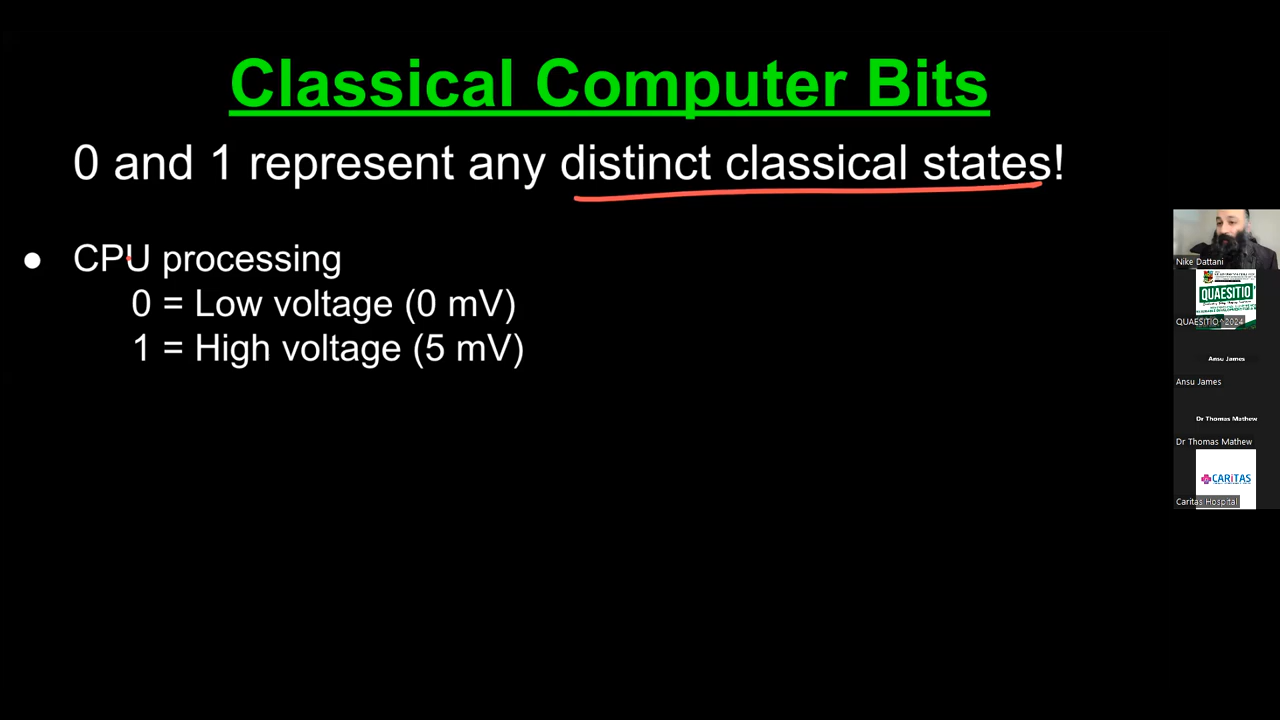 Classical Computer Bits
0 and 1 represent any distinct classical states!
● CPU processing
0 = Low voltage (0 mV)
1 = High voltage (5 mV)
Nike Dattani
QUAESITIO
QUAESITIO^2024
Ansu James
Ansu James
Dr Thomas Mathew
Dr Thomas Mathew
CARITAS
Caritas Hospital